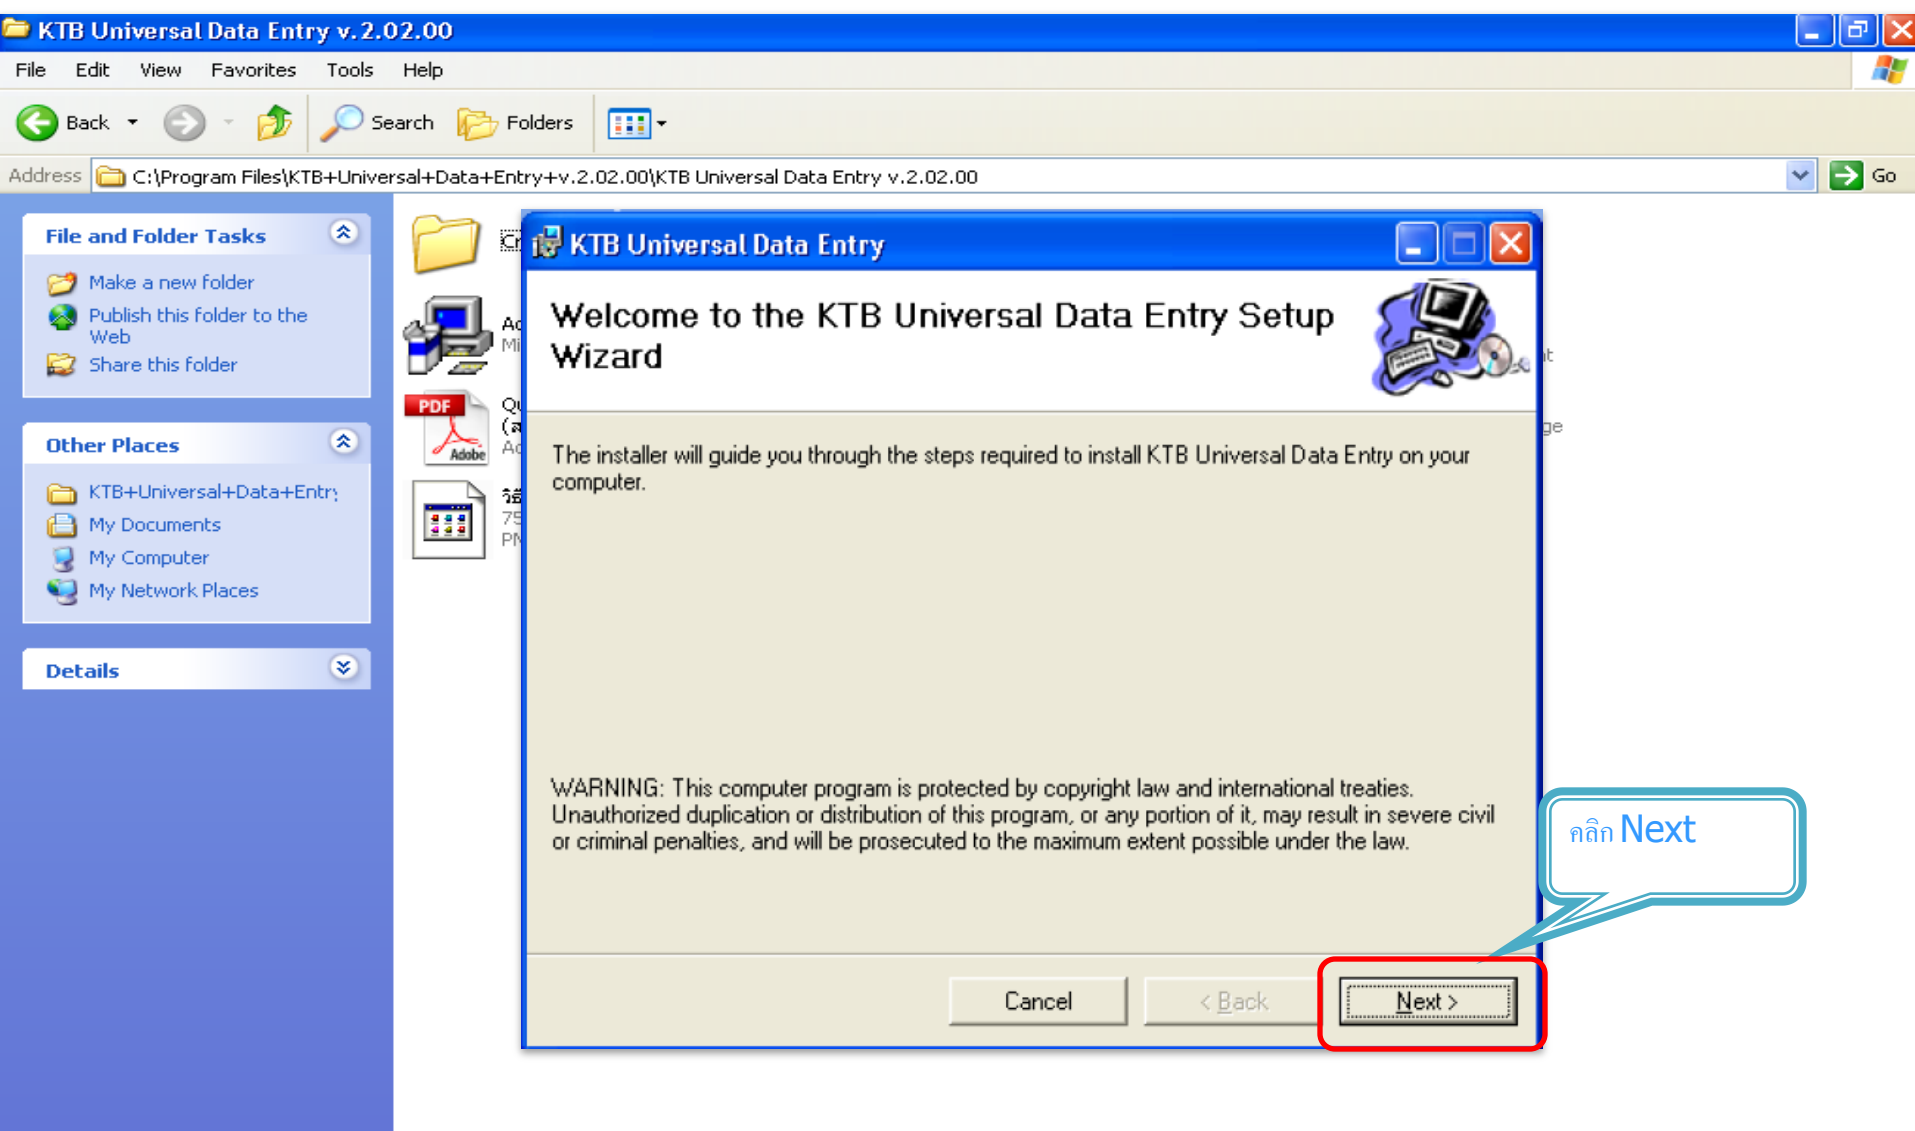 KTB Universal Data Entry v.2.02.00
File Edit View Favorites Tools Help
Back Search Folders
Address C:\Program Files\KTB+Universal+Data+Entry+v.2.02.00\KTB Universal Data Entry v.2.02.00 Go
File and Folder Tasks
Make a new folder
Publish this folder to the
Web
Share this folder
Other Places
KTB+Universal+Data+Entry
My Documents
My Computer
My Network Places
Details
PDF
Adobe
KTB Universal Data Entry
Welcome to the KTB Universal Data Entry Setup
Wizard
The installer will guide you through the steps required to install KTB Universal Data Entry on your
computer.
WARNING: This computer program is protected by copyright law and international treaties.
Unauthorized duplication or distribution of this program, or any portion of it, may result in severe civil
or criminal penalties, and will be prosecuted to the maximum extent possible under the law.
Cancel < Back Next >
คลิก Next